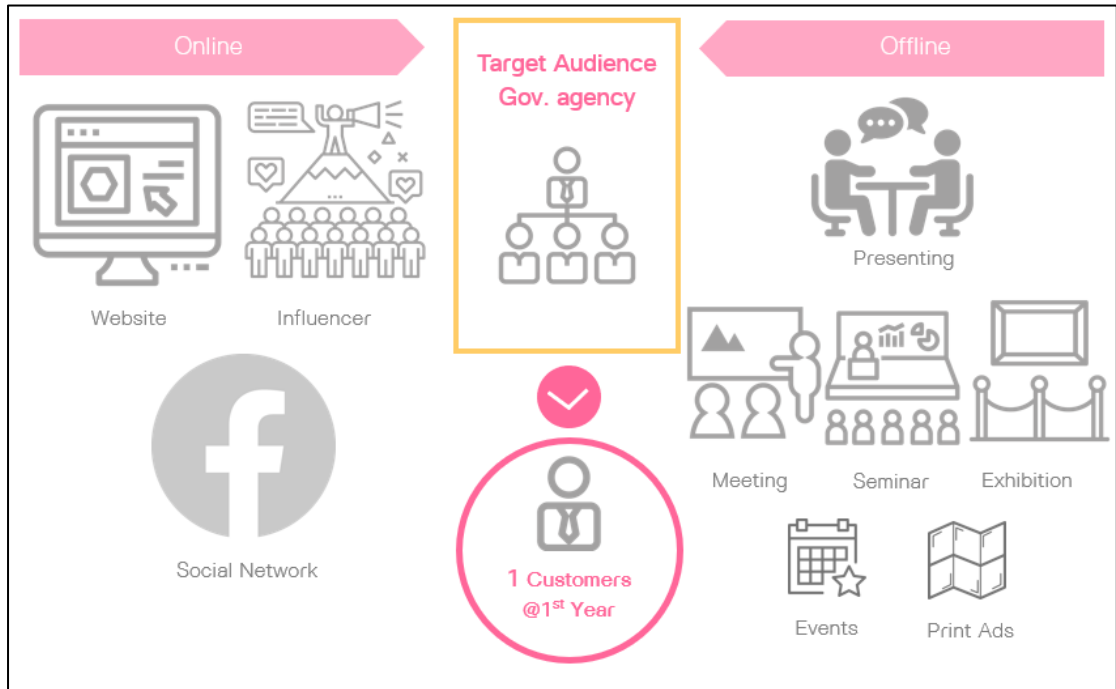 Online
Target Audience
Gov. agency
Offline
Website
Influencer
Social Network
Presenting
Meeting
Seminar
Exhibition
Events
Print Ads
1 Customers
@1st Year